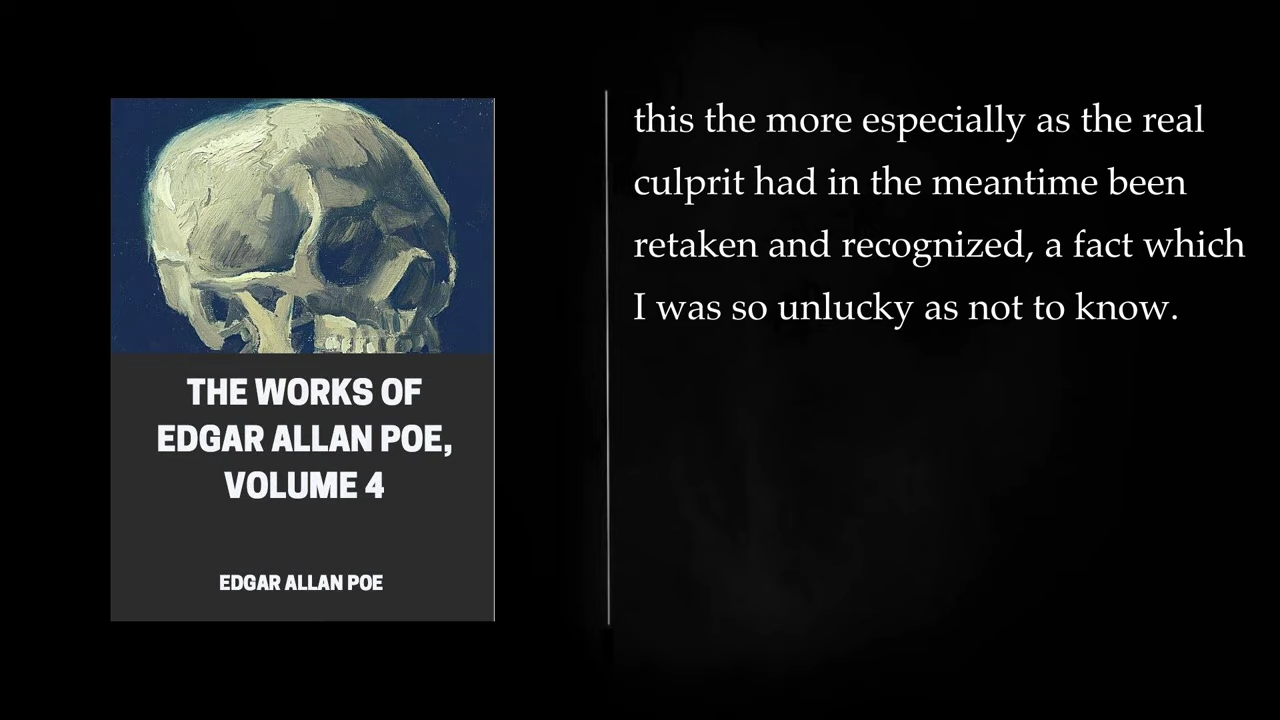 THE WORKS OF
EDGAR ALLAN POE,
VOLUME 4
EDGAR ALLAN POE
this the more especially as the real
culprit had in the meantime been
retaken and recognized, a fact which
I was so unlucky as not to know.